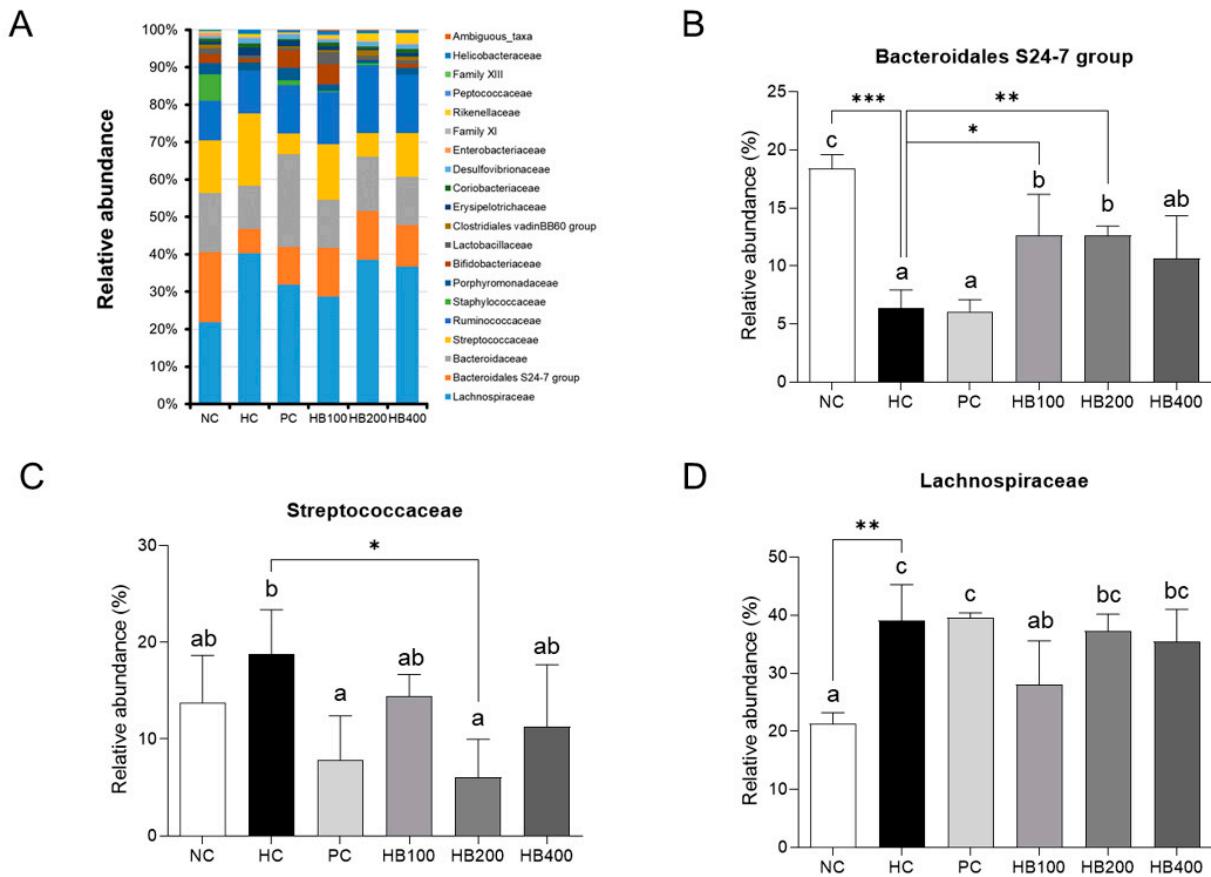 A
Relative abundance
100%
90%
80%
70%
60%
50%
40%
30%
20%
10%
0%
NC HC PC HB100 HB200 HB400
Ambiguous_taxa
Helicobacteraceae
Family XIII
Peptococcaceae
Rikenellaceae
Family XI
Enterobacteriaceae
Desulfovibrionaceae
Coriobacteriaceae
Erysipelotrichaceae
Clostridiales vadinBB60 group
Lactobacillaceae
Bifidobacteriaceae
Porphyromonadaceae
Staphylococcaceae
Ruminococcaceae
Streptococcaceae
Bacteroidaceae
Bacteroidales S24-7 group
Lachnospiraceae
B
Bacteroidales S24-7 group
Relative abundance (%)
25
20
15
10
5
0
*** **
*
c a a b b ab
NC HC PC HB100 HB200 HB400
C
Streptococcaceae
Relative abundance (%)
30
20
10
0
*
ab b a ab a ab
NC HC PC HB100 HB200 HB400
D
Lachnospiraceae
Relative abundance (%)
50
40
30
20
10
0
**
a c c ab bc bc
NC HC PC HB100 HB200 HB400